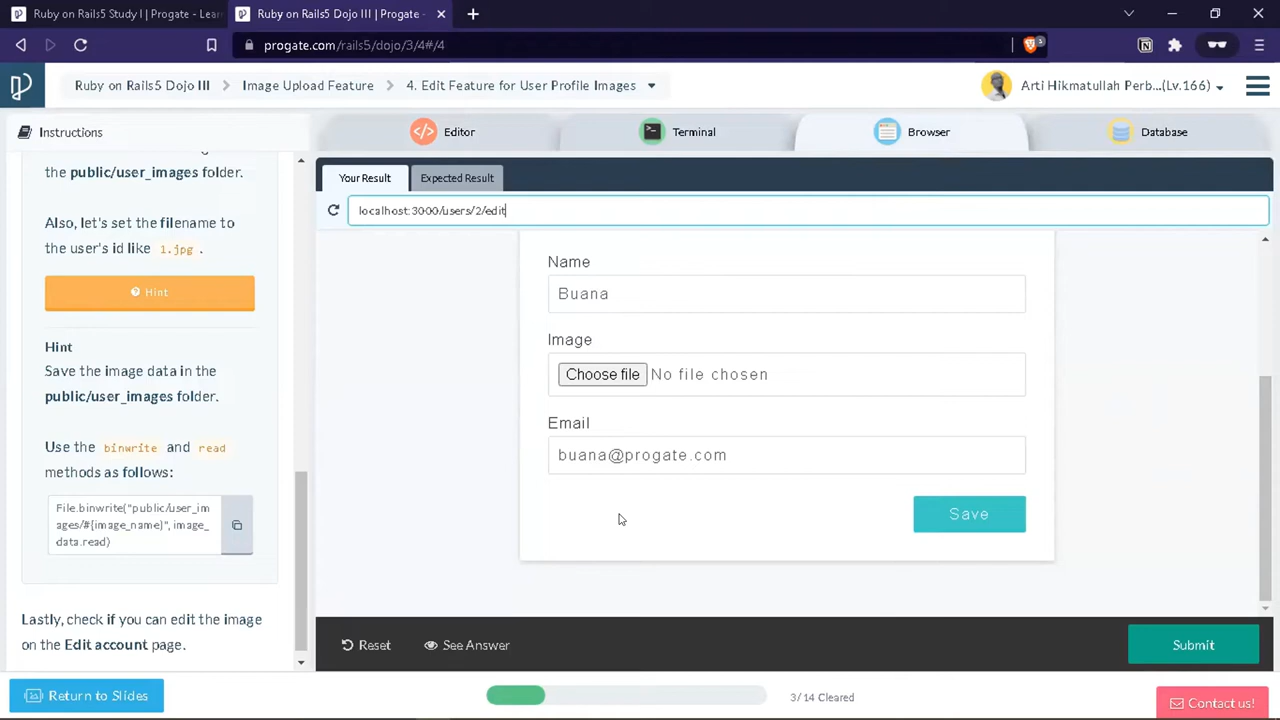 Ruby on Rails5 Study I | Progate - Lear
Ruby on Rails5 Dojo III | Progate -
progate.com/rails5/dojo/3/4#/4
3
Ruby on Rails5 Dojo III
Image Upload Feature
4. Edit Feature for User Profile Images
Arti Hikmatullah Perb...(Lv.166)
Instructions
Editor
Terminal
Browser
Database
the public/user_images folder.
Also, let's set the filename to
the user's id like 1.jpg .
Hint
Hint
Save the image data in the
public/user_images folder.
Use the binwrite and read
methods as follows:
File.binwrite("public/user_im
ages/#{image_name}", image_
data.read)
Lastly, check if you can edit the image
on the Edit account page.
Your Result
Expected Result
localhost:3000/users/2/edit
Name
Buana
Image
Choose file No file chosen
Email
buana@progate.com
Save
Reset
See Answer
Submit
Return to Slides
3/14 Cleared
Contact us!